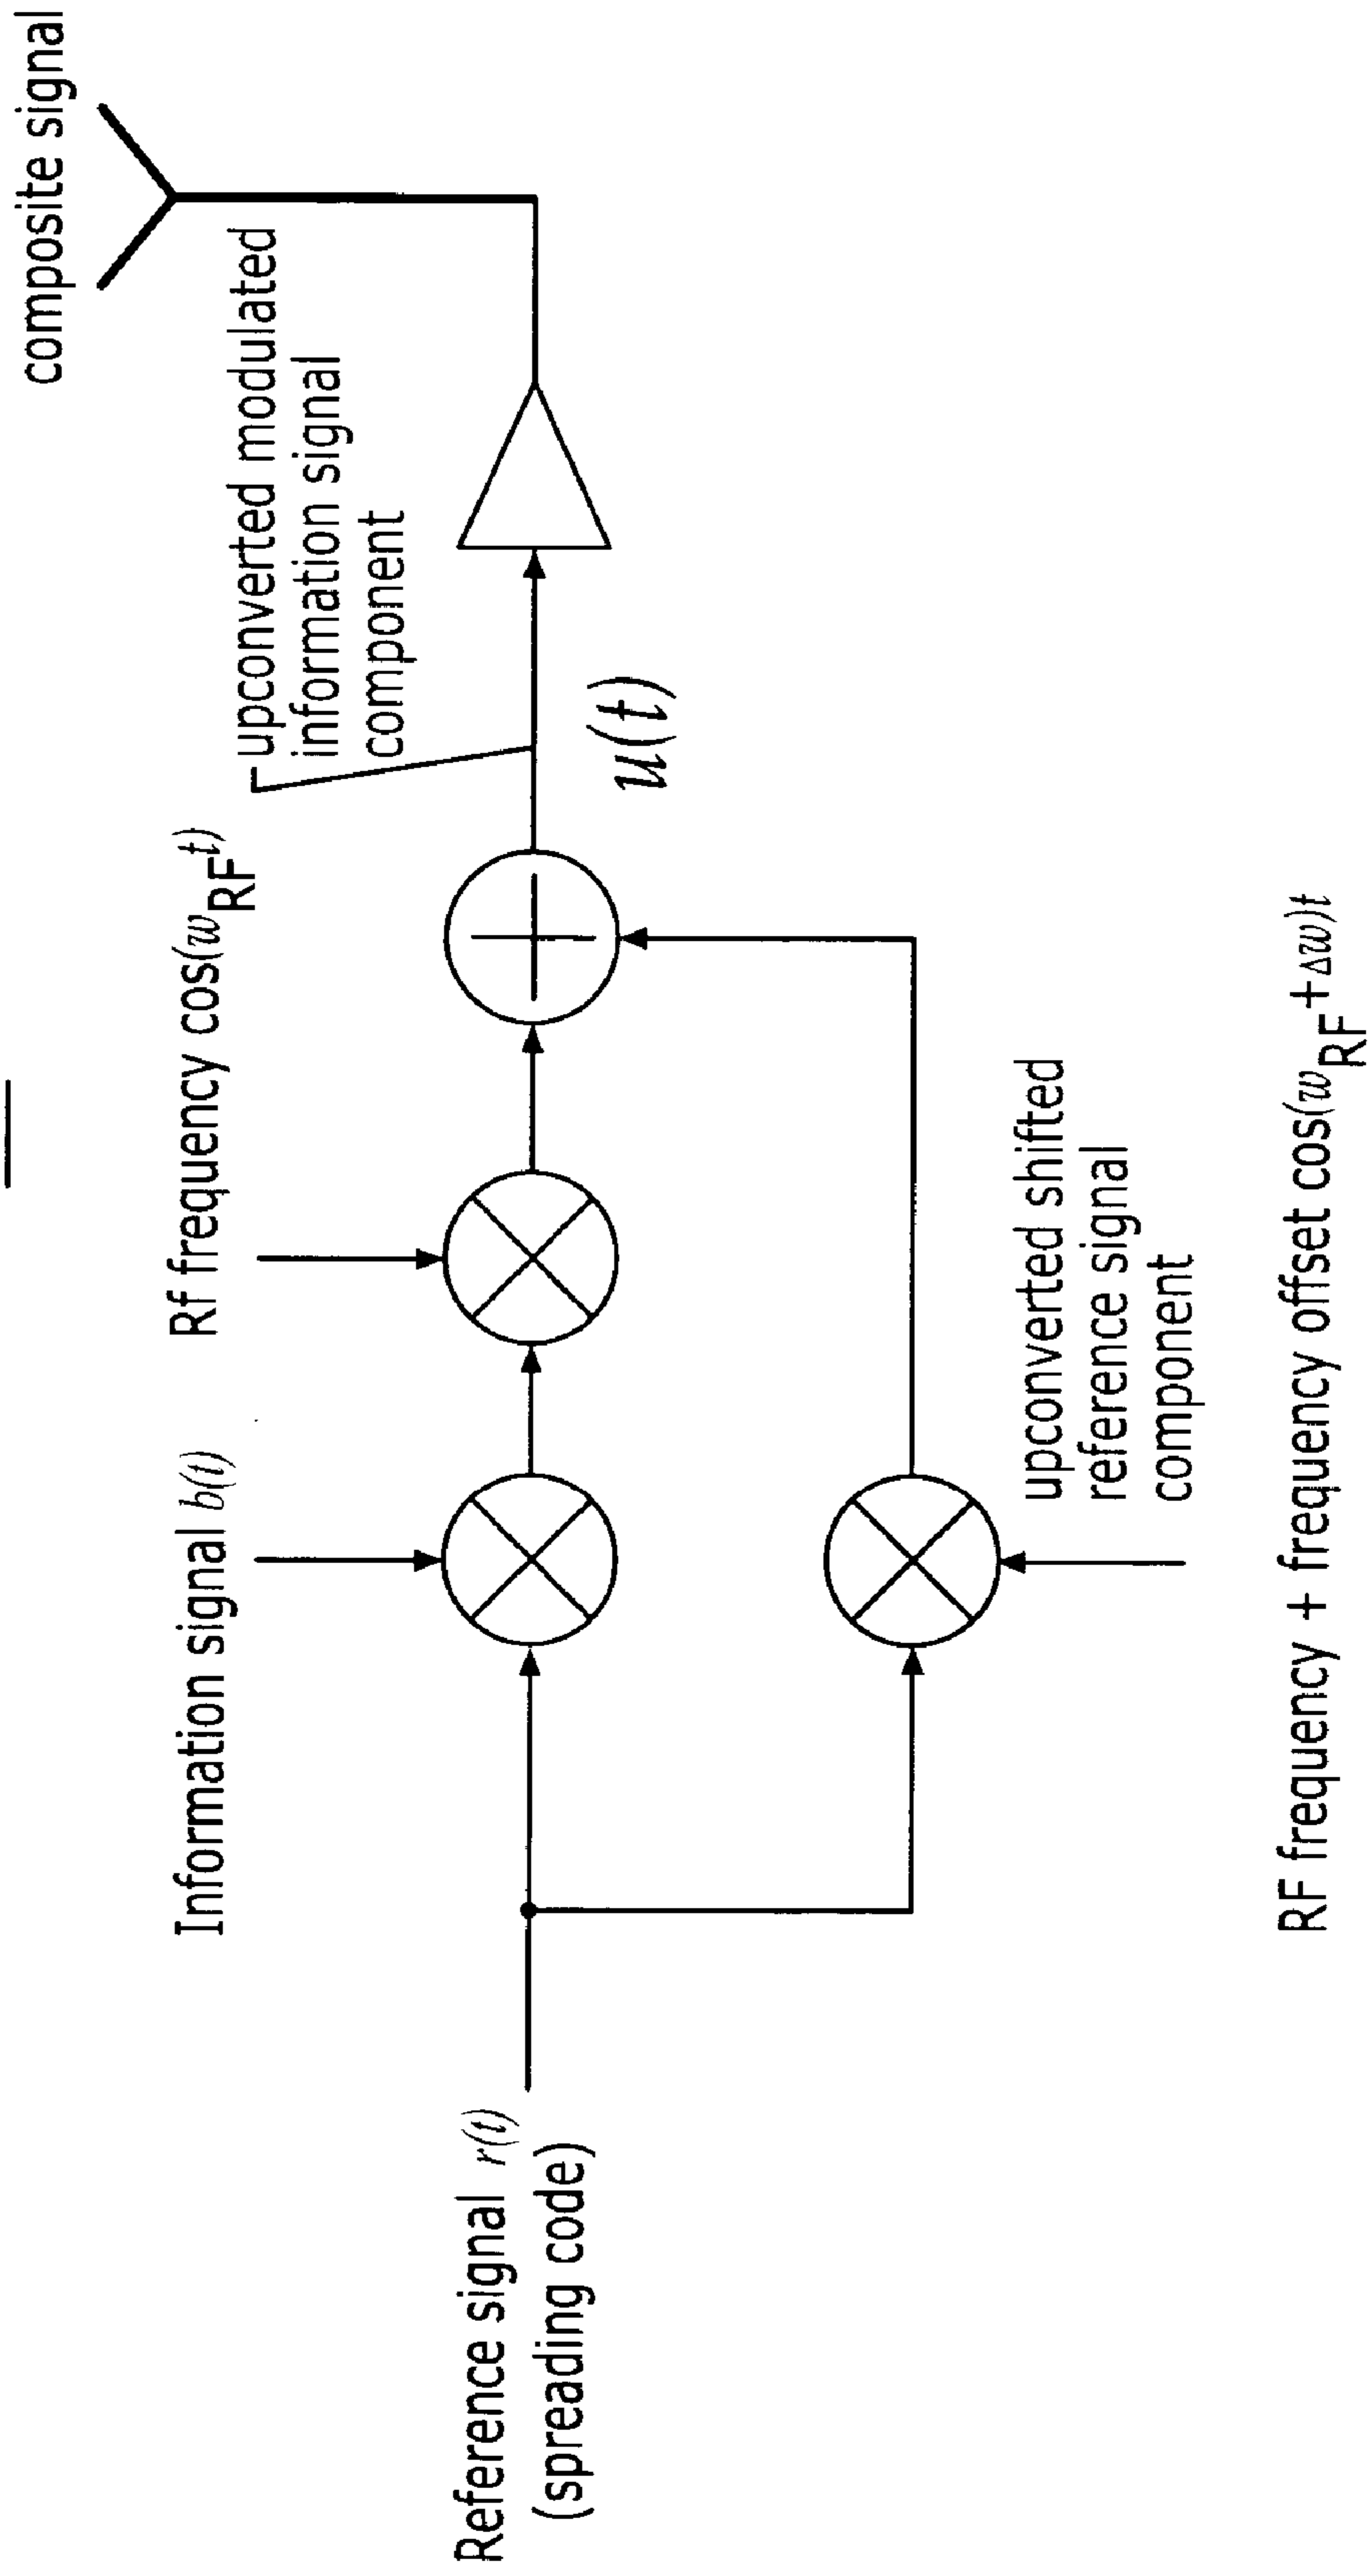 composite signal
upconverted modulated
information signal
component
Rf frequency cos(w_RF t)
u(t)
Information signal b(t)
upconverted shifted
reference signal
component
RF frequency + frequency offset cos(w_RF +Δw)t
Reference signal r(t)
(spreading code)